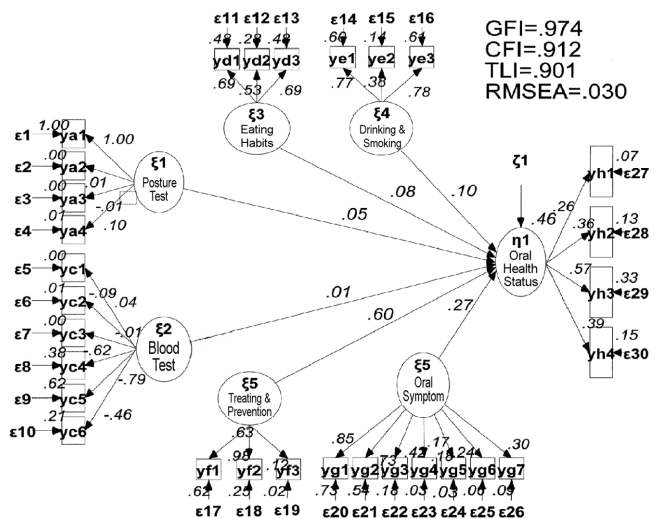 ε11 ε12 ε13
.48 .28 .48
yd1 yd2 yd3
.69 .53 .69
ξ3
Eating
Habits
ε14 ε15 ε16
.60 .14 .61
ye1 ye2 ye3
.77 .38 .78
ξ4
Drinking &
Smoking
GFI=.974
CFI=.912
TLI=.901
RMSEA=.030
1.00
ε1 ya1 1.00
.00
ε2 ya2
.00 .01
ε3 ya3 -.01
.01
ε4 ya4 .10
ξ1
Posture
Test
.00
ε5 yc1
.01 -.09 .04
ε6 yc2
.00 -.01
ε7 yc3
.38 -.62
ε8 yc4
.62 -.79
ε9 yc5
.21 -.46
ε10 yc6
ξ2
Blood
Test
.08 .10
.05
.01
.60
.27
ζ1
.46
η1
Oral
Health
Status
.26 yh1 .07 ε27
.36 yh2 .13 ε28
.57 yh3 .33 ε29
.39 yh4 .15 ε30
ξ5
Treating &
Prevention
.63 .98 .12
yf1 yf2 yf3
.62 .02
ε17 ε18 ε19
ξ5
Oral
Symptom
.85 .73 .42 .17 .24 .30
yg1 yg2 yg3 yg4 yg5 yg6 yg7
.73 .54 .18 .03 .03 .06 .09
ε20 ε21 ε22 ε23 ε24 ε25 ε26